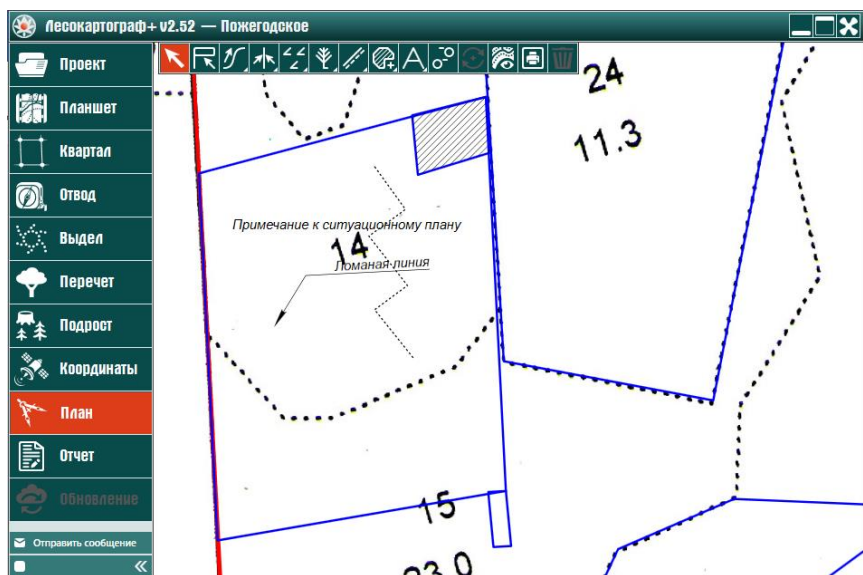 Лесокартограф+ v2.52 — Пожегодское
Проект
Планшет
Квартал
Отвод
Выдел
Перечет
Подрост
Координаты
План
Отчет
Обновление
Отправить сообщение
24
11.3
Примечание к ситуационному плану
14
Ломаная линия
15
23.0